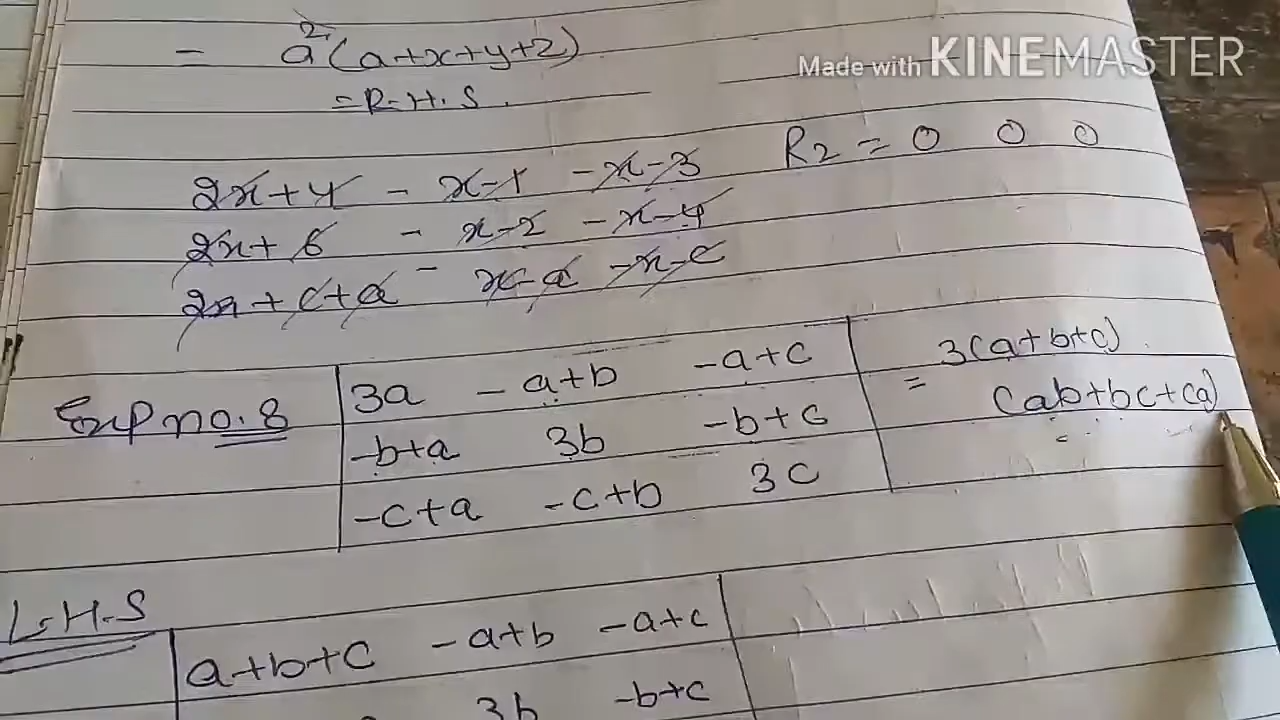 = a²(a+x+y+z)
Made with KINEMASTER
= R.H.S.
R2 = 0 0 0
2x+4 - x-1 -x-3
2x+6 - x-2 -x-4
2x+c+a - x-a -x-c
Exp no. 8
3a -a+b -a+c
-b+a 3b -b+c
-c+a -c+b 3c
= 3(a+b+c)
(ab+bc+ca)
L.H.S
a+b+c -a+b -a+c
3b -b+c